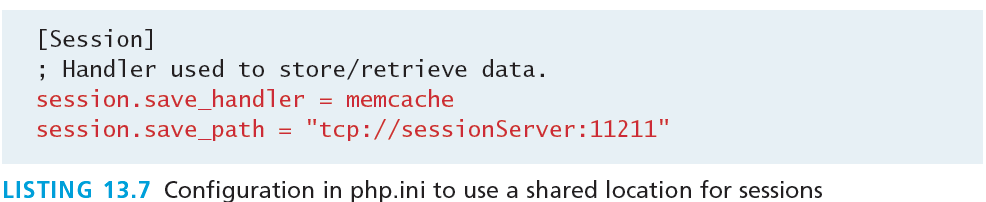 [Session]
; Handler used to store/retrieve data.
session.save_handler = memcache
session.save_path = "tcp://sessionServer:11211"
LISTING 13.7 Configuration in php.ini to use a shared location for sessions